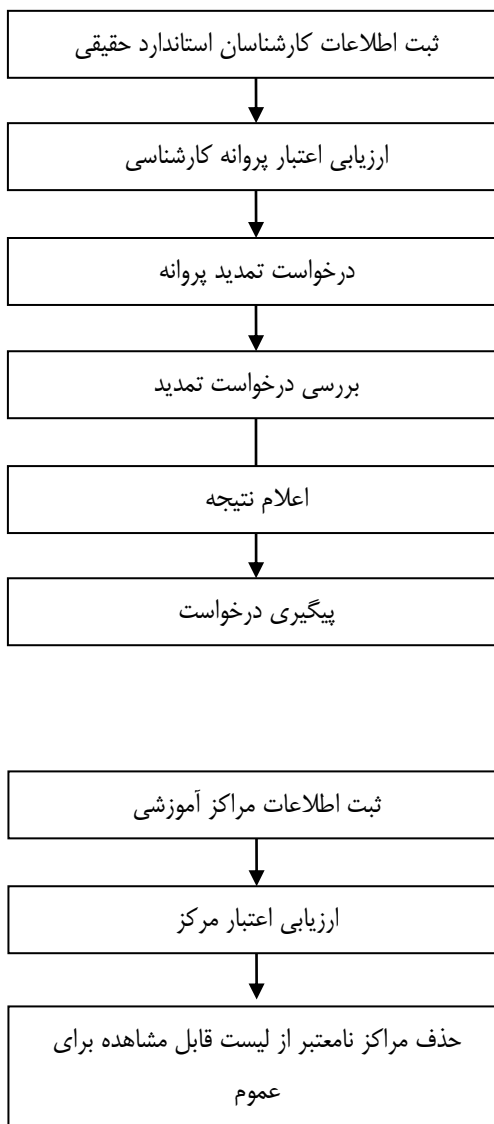 ثبت اطلاعات کارشناسان استاندارد حقیقی
ارزیابی اعتبار پروانه کارشناسی
درخواست تمدید پروانه
بررسی درخواست تمدید
اعلام نتیجه
پیگیری درخواست
ثبت اطلاعات مراکز آموزشی
ارزیابی اعتبار مرکز
حذف مراکز نامعتبر از لیست قابل مشاهده برای
عموم